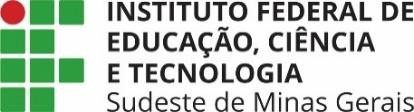 INSTITUTO FEDERAL DE
EDUCAÇÃO, CIÊNCIA
E TECNOLOGIA
Sudeste de Minas Gerais